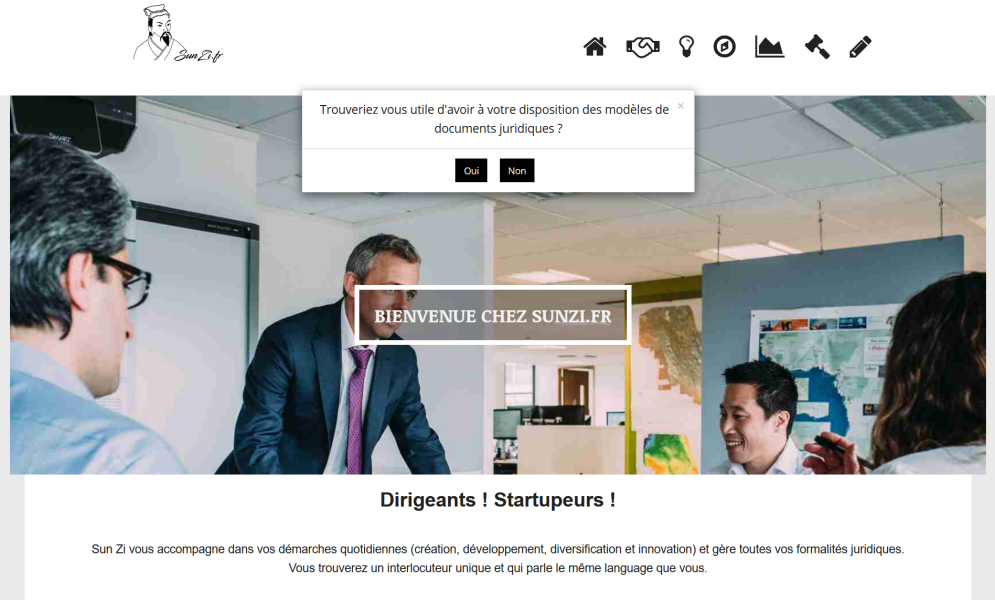 Sun Zi.fr
Trouveriez vous utile d'avoir à votre disposition des modèles de
documents juridiques ?
×
Oui
Non
SMART
BIENVENUE CHEZ SUNZI.FR
Dirigeants ! Startupeurs !
Sun Zi vous accompagne dans vos démarches quotidiennes (création, développement, diversification et innovation) et gère toutes vos formalités juridiques.
Vous trouverez un interlocuteur unique et qui parle le même language que vous.